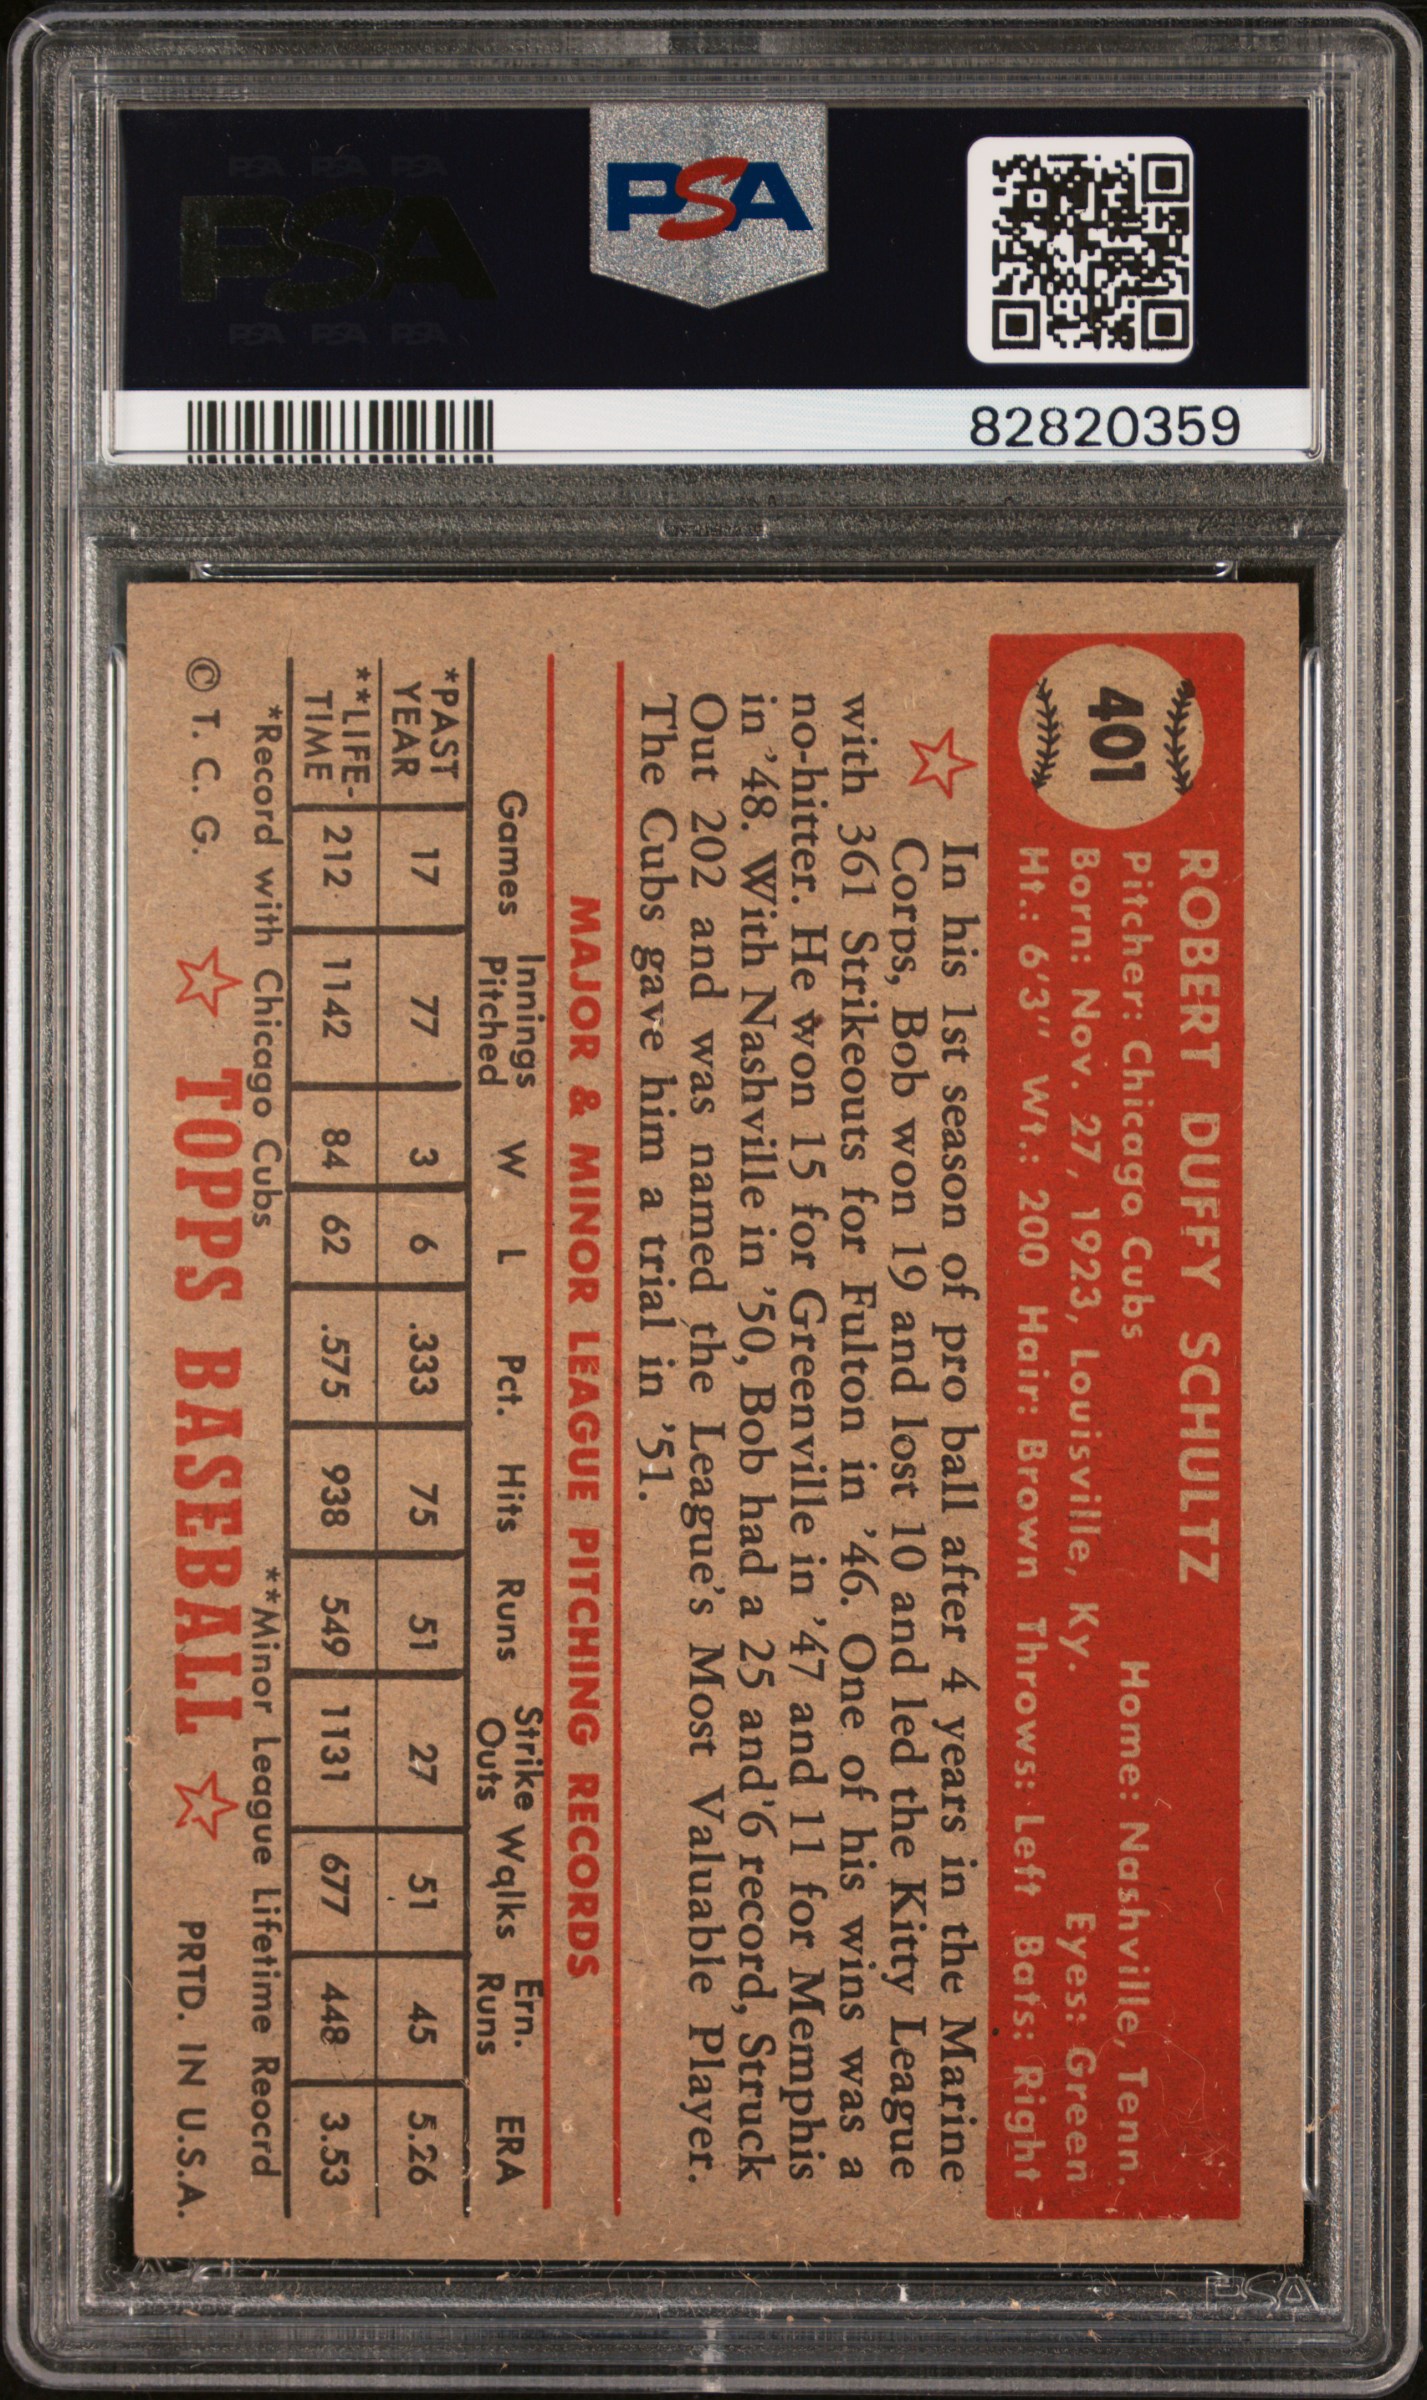 PSA PSA PSA
PSA
PSA PSA PSA
PSA
82820359
401
ROBERT DUFFY SCHULTZ
Pitcher: Chicago Cubs Home: Nashville, Tenn.
Born: Nov. 27, 1923, Louisville, Ky. Eyes: Green
Ht.: 6'3" Wt.: 200 Hair: Brown Throws: Left Bats: Right
In his 1st season of pro ball after 4 years in the Marine
Corps, Bob won 19 and lost 10 and led the Kitty League
with 361 Strikeouts for Fulton in '46. One of his wins was a
no-hitter. He won 15 for Greenville in '47 and 11 for Memphis
in '48. With Nashville in '50, Bob had a 25 and 6 record, Struck
Out 202 and was named the League's Most Valuable Player.
The Cubs gave him a trial in '51.
MAJOR & MINOR LEAGUE PITCHING RECORDS
Games Innings Pitched W L Pct. Hits Runs Strike Outs Walks Ern. Runs ERA
*PAST YEAR 17 77 3 6 .333 75 51 27 51 45 5.26
**LIFE-TIME 212 1142 84 62 .575 938 549 1131 677 448 3.53
*Record with Chicago Cubs **Minor League Lifetime Reocrd
© T. C. G. TOPPS BASEBALL PRTD. IN U.S.A.
PSA